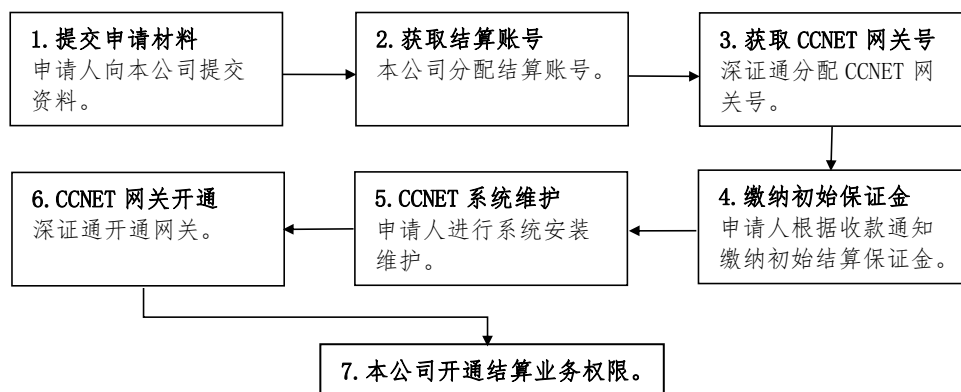 1.提交申请材料
申请人向本公司提交
资料。
2.获取结算账号
本公司分配结算账号。
3.获取 CCNET 网关号
深证通分配 CCNET 网
关号。
4.缴纳初始保证金
申请人根据收款通知
缴纳初始结算保证金。
5.CCNET 系统维护
申请人进行系统安装
维护。
6.CCNET 网关开通
深证通开通网关。
7.本公司开通结算业务权限。